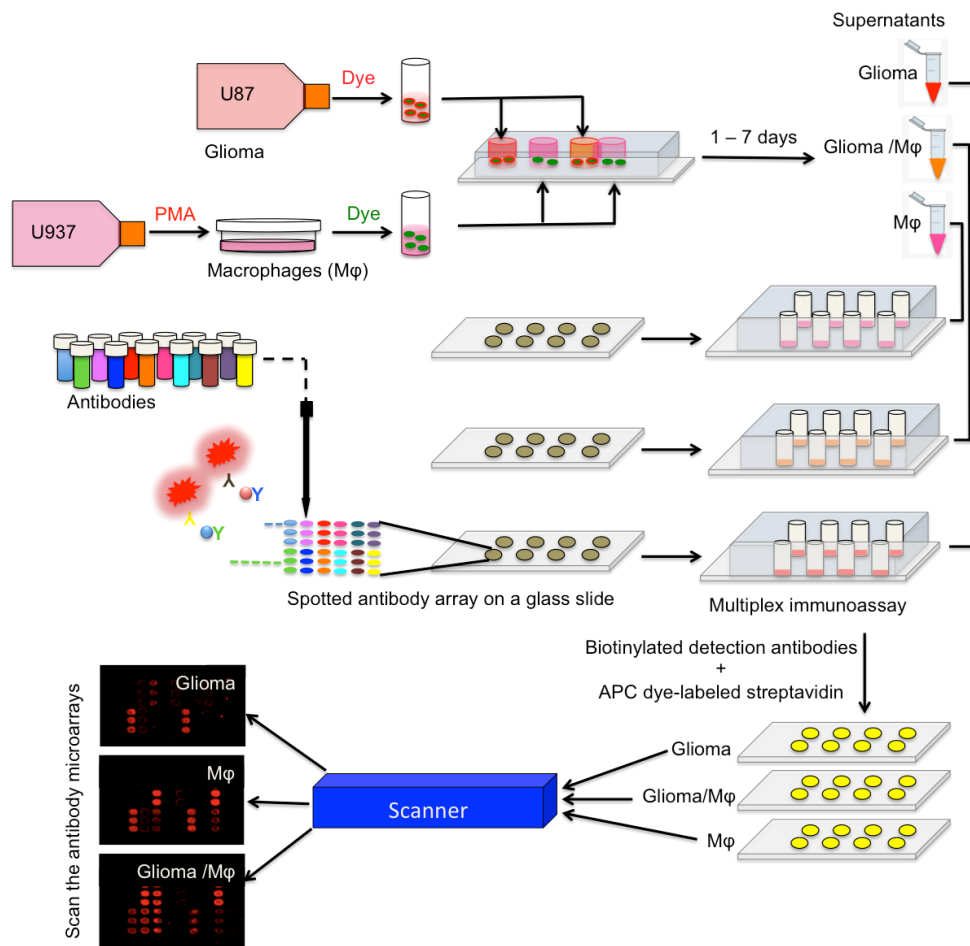 Supernatants
U87
Dye
Glioma
Glioma
1 – 7 days
Glioma /Mφ
U937
PMA
Dye
Mφ
Macrophages (Mφ)
Antibodies
Y
Y
Y
Y
Spotted antibody array on a glass slide
Multiplex immunoassay
Biotinylated detection antibodies
+
APC dye-labeled streptavidin
Scan the antibody microarrays
Glioma
Mφ
Glioma /Mφ
Scanner
Glioma
Glioma/Mφ
Mφ